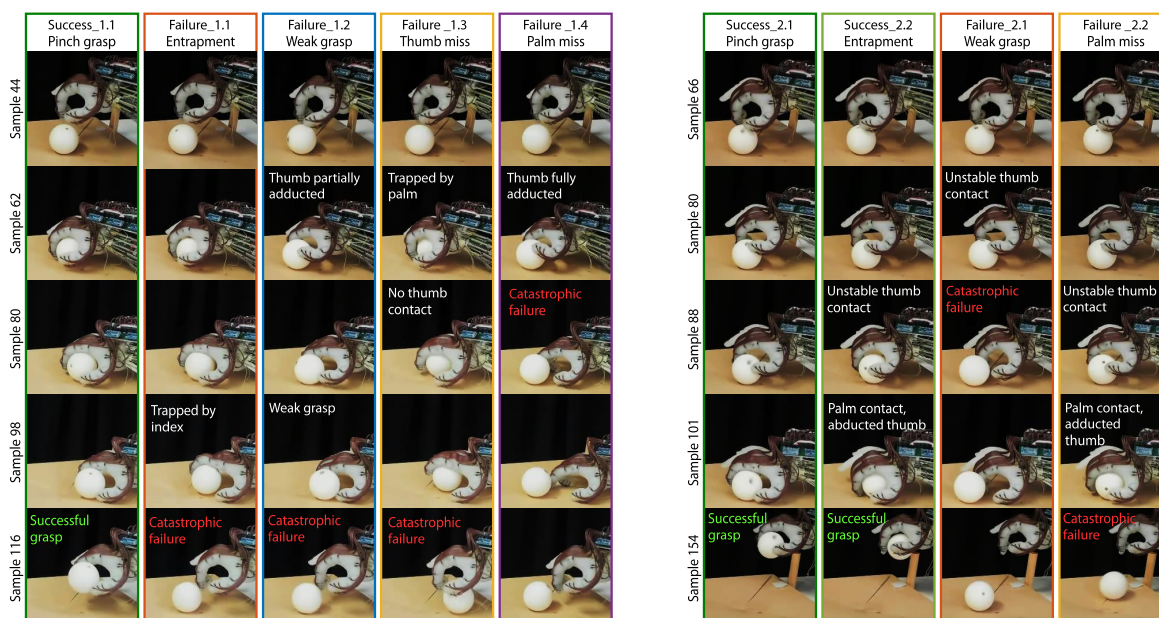 Success_1.1
Pinch grasp
Failure_1.1
Entrapment
Failure_1.2
Weak grasp
Failure _1.3
Thumb miss
Failure _1.4
Palm miss
Sample 44
Sample 62
Thumb partially
adducted
Trapped by
palm
Thumb fully
adducted
Sample 80
No thumb
contact
Catastrophic
failure
Sample 98
Trapped by
index
Weak grasp
Sample 116
Successful
grasp
Catastrophic
failure
Catastrophic
failure
Catastrophic
failure
Success_2.1
Pinch grasp
Success_2.2
Entrapment
Failure_2.1
Weak grasp
Failure _2.2
Palm miss
Sample 66
Sample 80
Unstable thumb
contact
Sample 88
Unstable thumb
contact
Catastrophic
failure
Unstable thumb
contact
Sample 101
Palm contact,
abducted thumb
Palm contact,
adducted
thumb
Sample 154
Successful
grasp
Successful
grasp
Catastrophic
failure